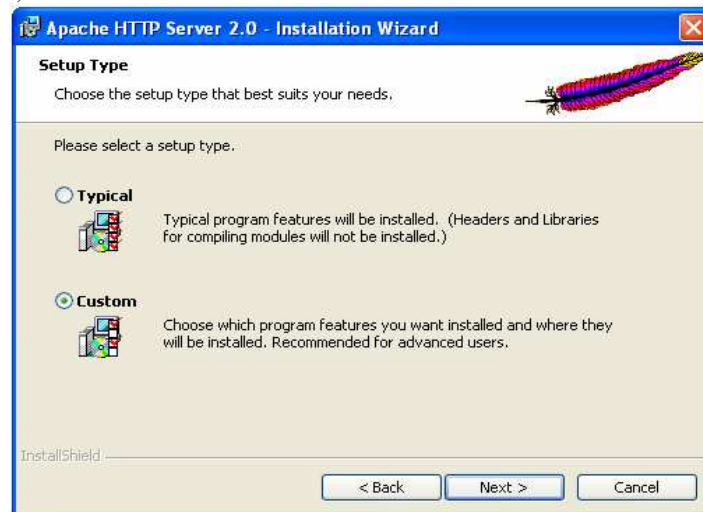 Apache HTTP Server 2.0 - Installation Wizard
Setup Type
Choose the setup type that best suits your needs.
Please select a setup type.
Typical
Typical program features will be installed. (Headers and Libraries
for compiling modules will not be installed.)
Custom
Choose which program features you want installed and where they
will be installed. Recommended for advanced users.
InstallShield
< Back
Next >
Cancel